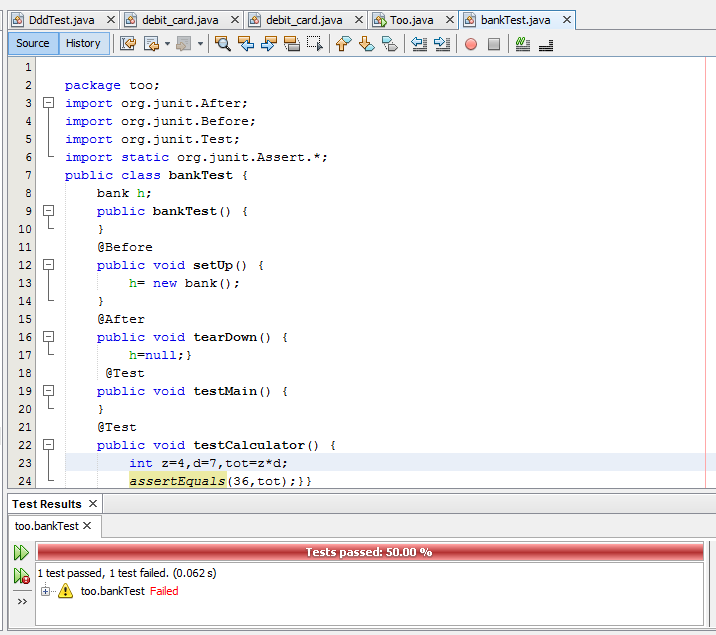 DddTest.java debit_card.java debit_card.java Too.java bankTest.java
Source History
1
2 package too;
3 import org.junit.After;
4 import org.junit.Before;
5 import org.junit.Test;
6 import static org.junit.Assert.*;
7 public class bankTest {
8 bank h;
9 public bankTest() {
10 }
11 @Before
12 public void setUp() {
13 h= new bank();
14 }
15 @After
16 public void tearDown() {
17 h=null;}
18 @Test
19 public void testMain() {
20 }
21 @Test
22 public void testCalculator() {
23 int z=4,d=7,tot=z*d;
24 assertEquals(36,tot);}}
Test Results
too.bankTest
Tests passed: 50.00 %
1 test passed, 1 test failed. (0.062 s)
too.bankTest Failed